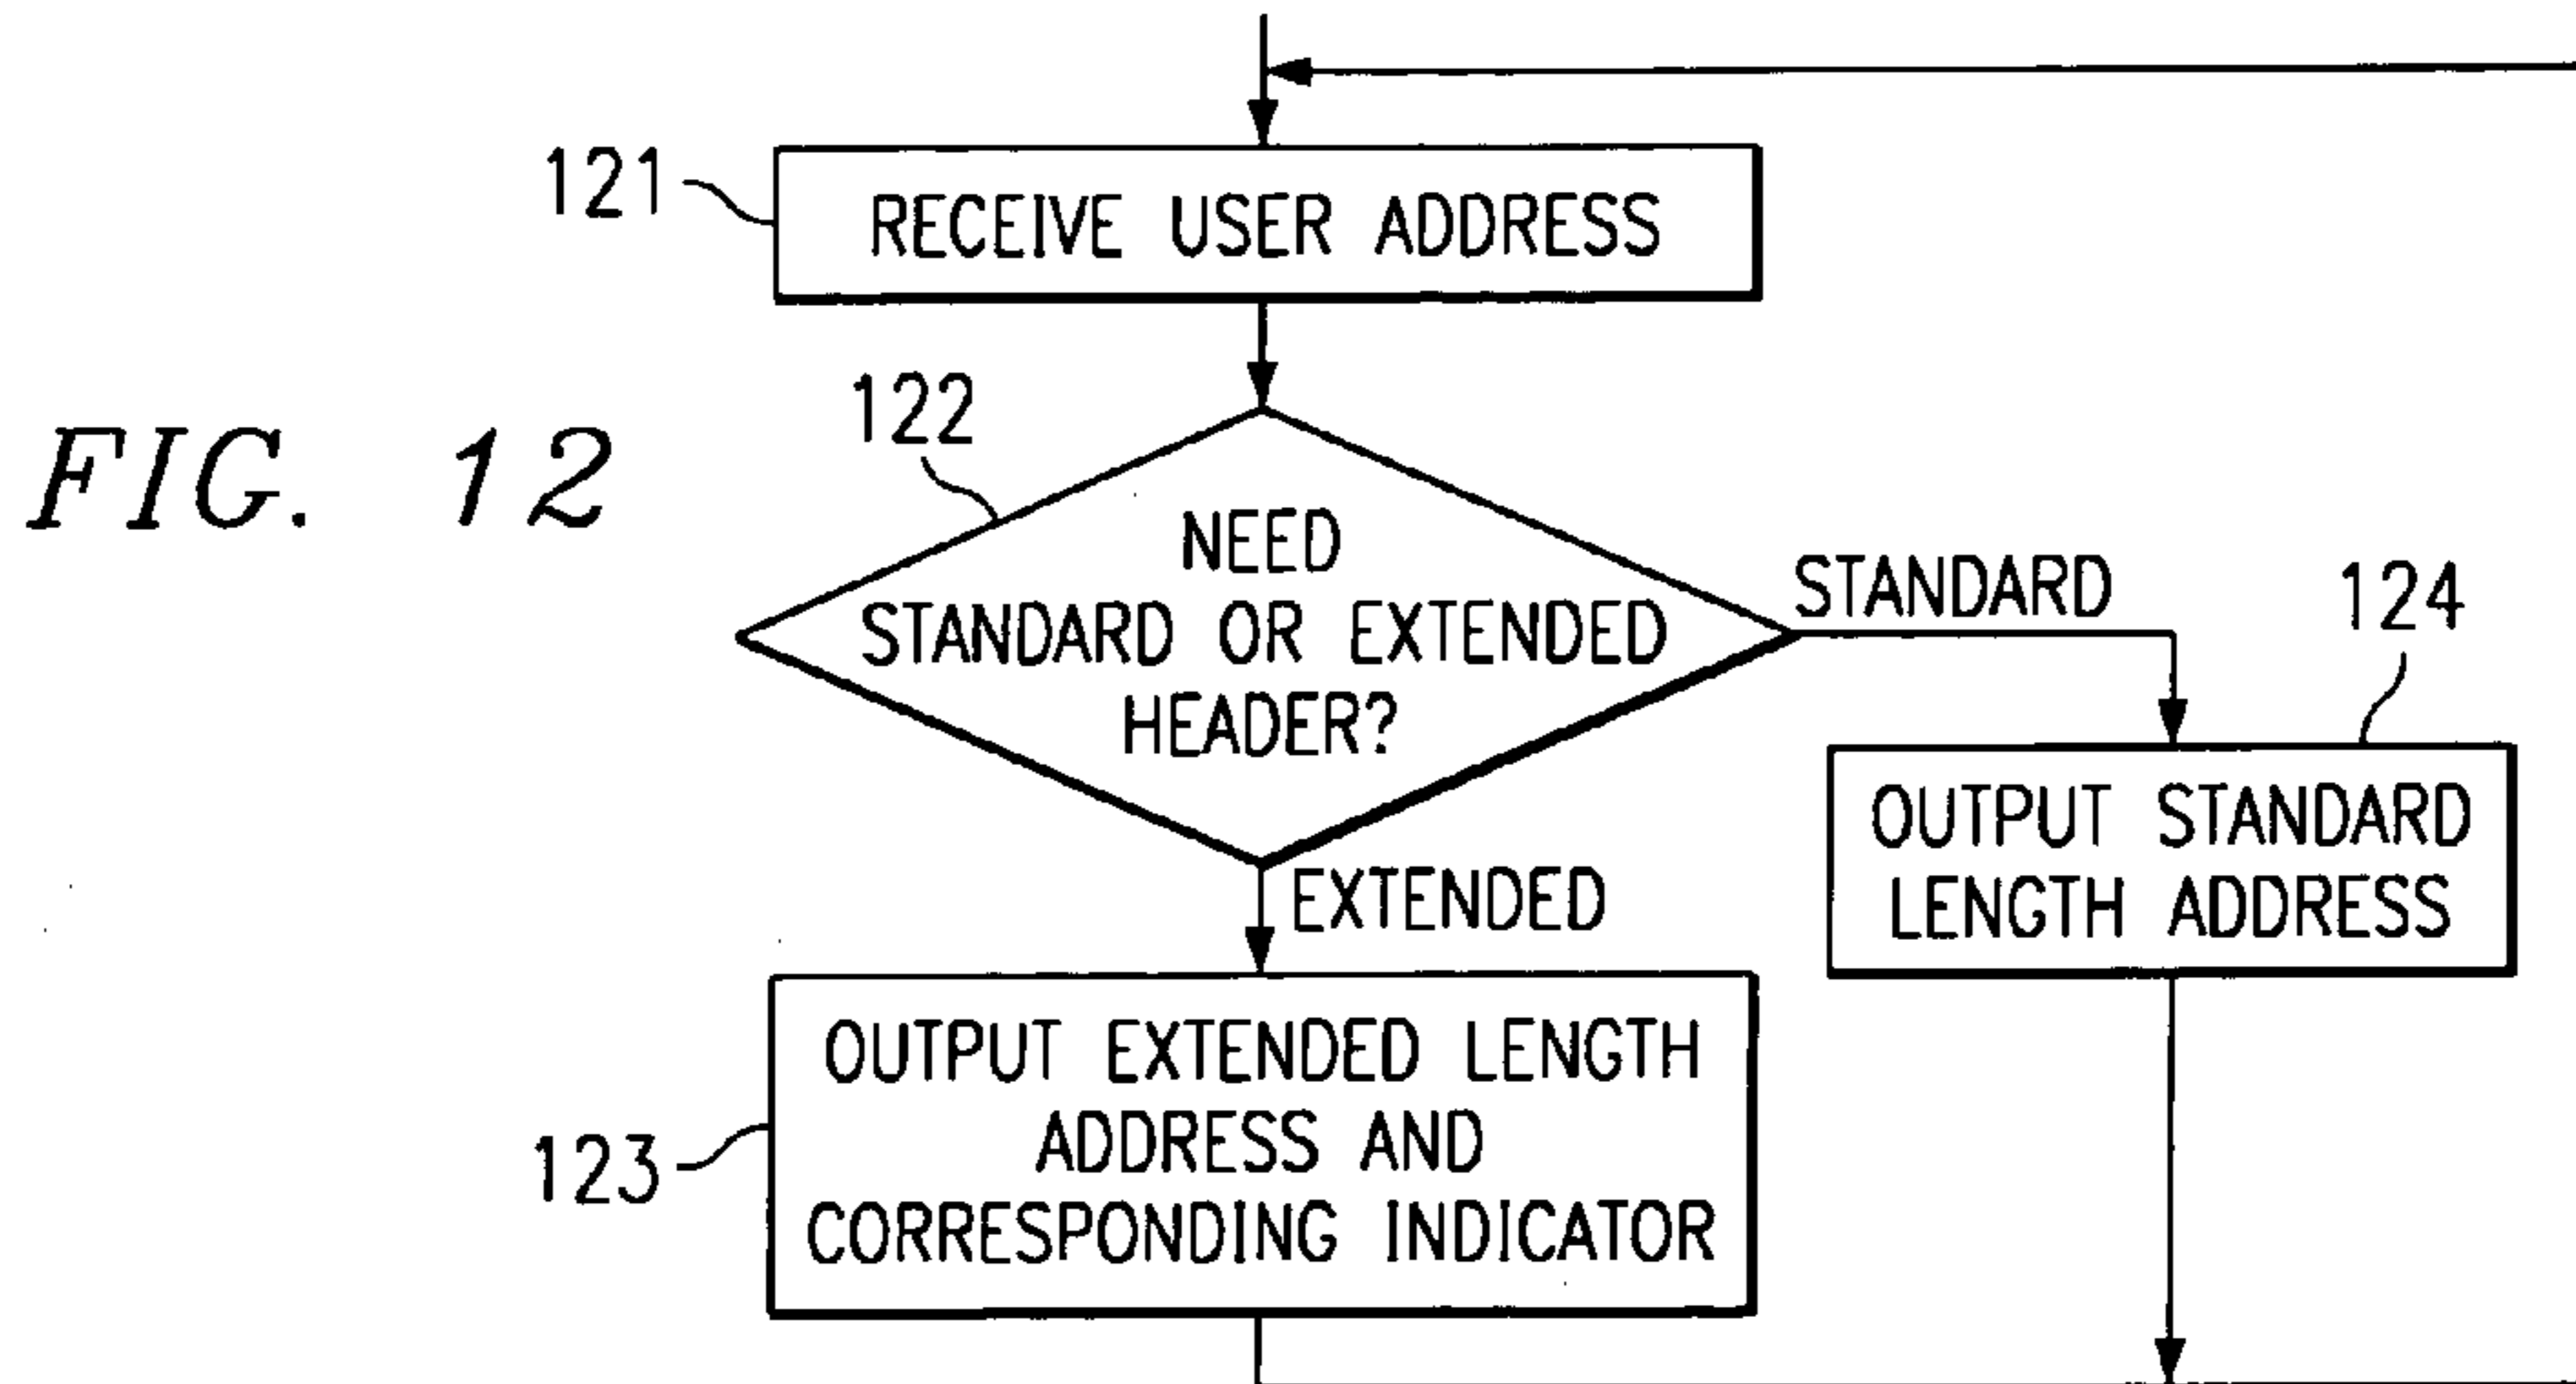 121
RECEIVE USER ADDRESS
122
FIG. 12
NEED
STANDARD OR EXTENDED
HEADER?
STANDARD
124
OUTPUT STANDARD
LENGTH ADDRESS
EXTENDED
OUTPUT EXTENDED LENGTH
ADDRESS AND
CORRESPONDING INDICATOR
123